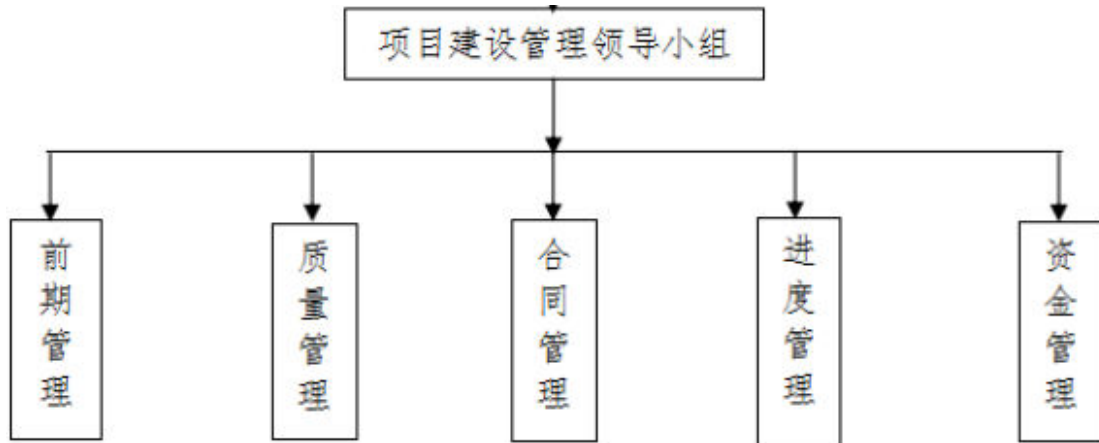 项目建设管理领导小组
前期管理
质量管理
合同管理
进度管理
资金管理